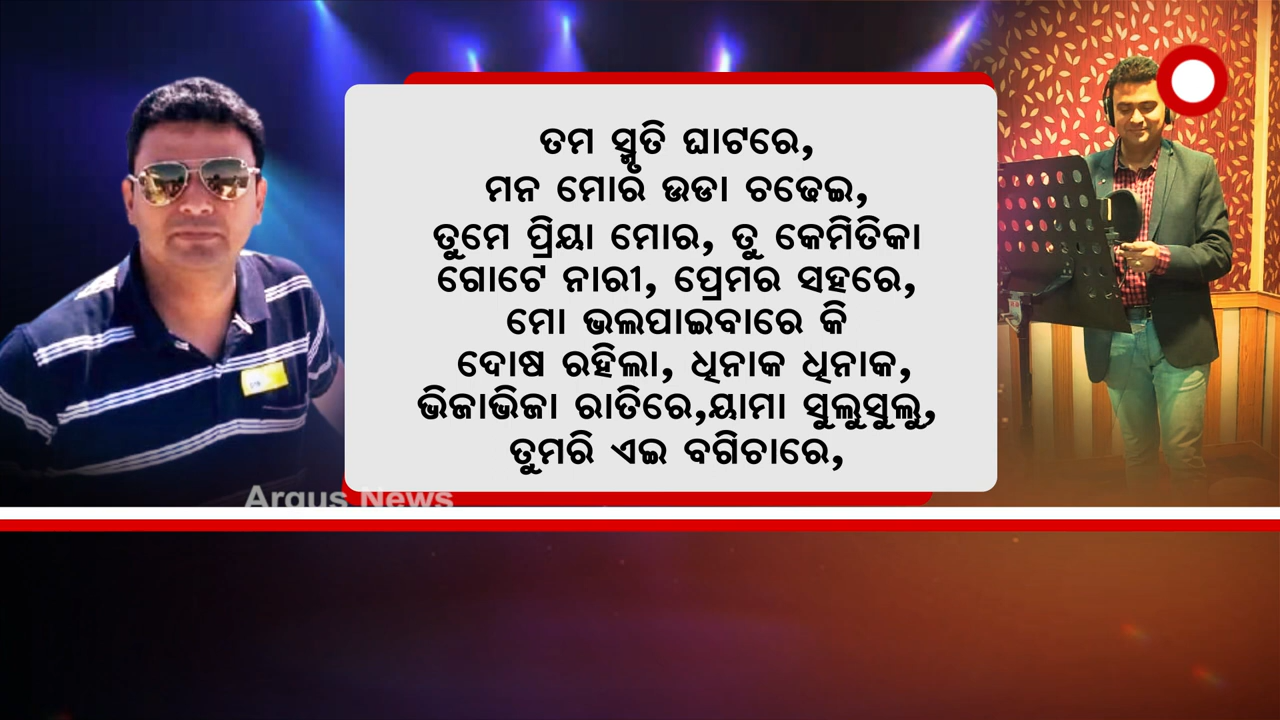 ତମ ସ୍ମୃତି ଘାଟରେ,
ମନ ମୋର ଉଡା ଚଢେଇ,
ତୁମେ ପ୍ରିୟା ମୋର, ତୁ କେମିତିକା
ଗୋଟେ ନାରୀ, ପ୍ରେମର ସହରେ,
ମୋ ଭଲପାଇବାରେ କି
ଦୋଷ ରହିଲା, ଧିନାକ ଧିନାକ,
ଭିଜାଭିଜା ରାତିରେ,ୟାମା ସୁଲୁସୁଲୁ,
ତୁମରି ଏଇ ବଗିଚାରେ,
Argus News